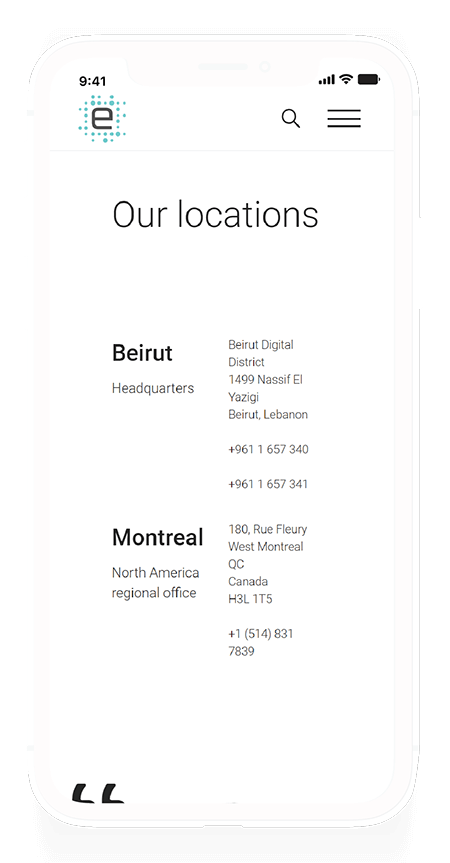 9:41
e
Our locations
Beirut
Headquarters
Beirut Digital
District
1499 Nassif El
Yazigi
Beirut, Lebanon
+961 1 657 340
+961 1 657 341
Montreal
North America
regional office
180, Rue Fleury
West Montreal
QC
Canada
H3L 1T5
+1 (514) 831
7839
“